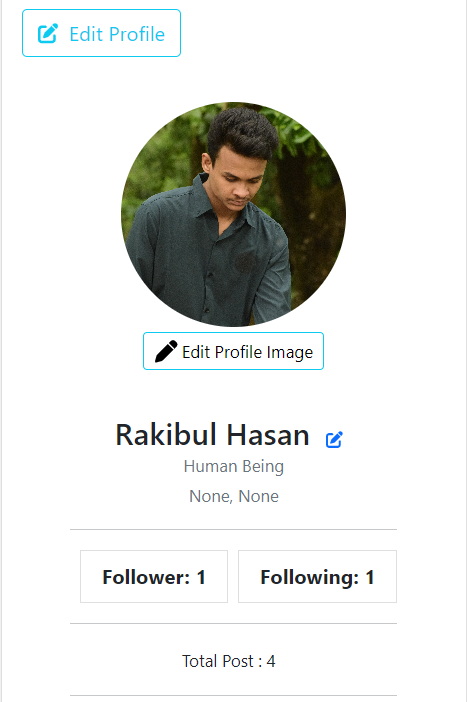 Edit Profile
Edit Profile Image
Rakibul Hasan
Human Being
None, None
Follower: 1 Following: 1
Total Post : 4